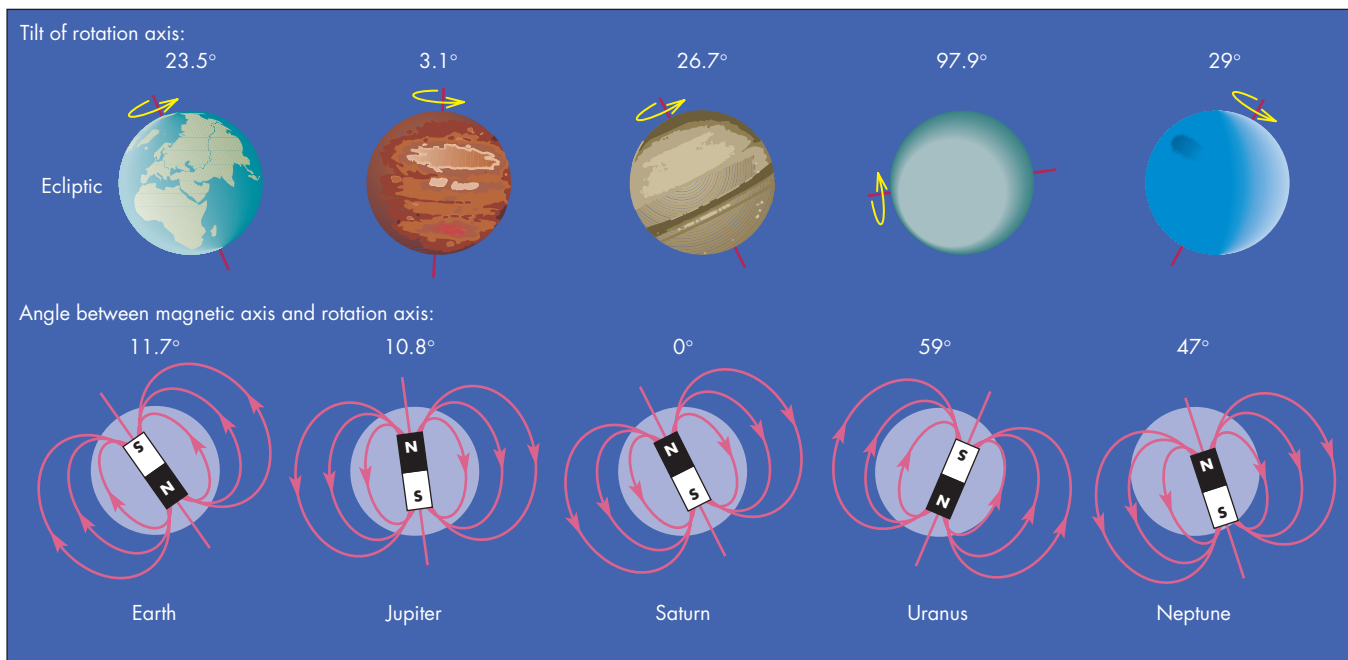 Tilt of rotation axis:
23.5° 3.1° 26.7° 97.9° 29°
Ecliptic
Angle between magnetic axis and rotation axis:
11.7° 10.8° 0° 59° 47°
S N N S N S S N N S
Earth Jupiter Saturn Uranus Neptune